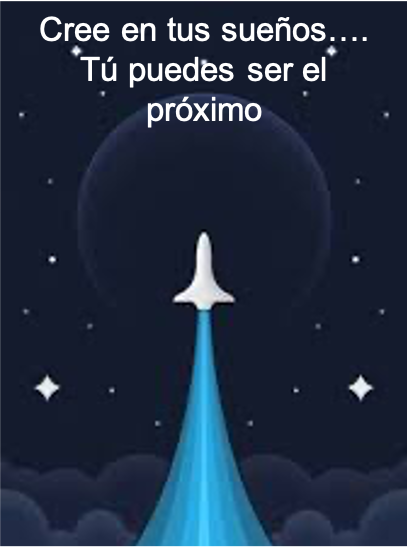 Cree en tus sueños….
Tú puedes ser el
próximo